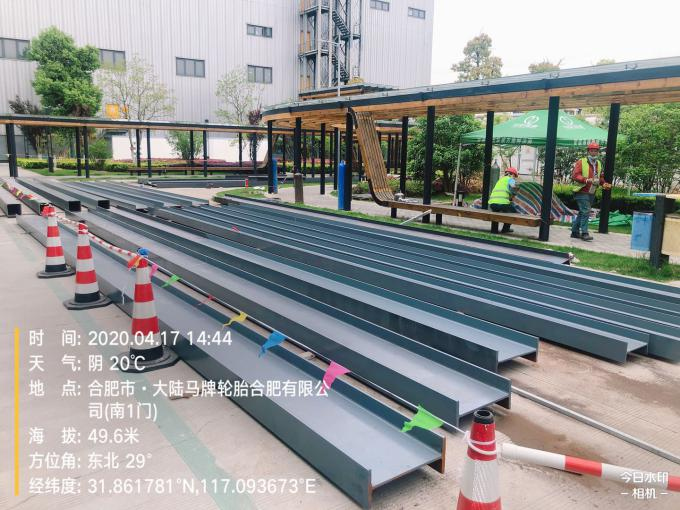 时 间: 2020.04.17 14:44
天 气: 阴 20℃
地 点: 合肥市·大陆马牌轮胎合肥有限公
司(南1门)
海 拔: 49.6米
方位角: 东北 29°
经纬度: 31.861781°N,117.093673°E
今日水印
- 相机 -